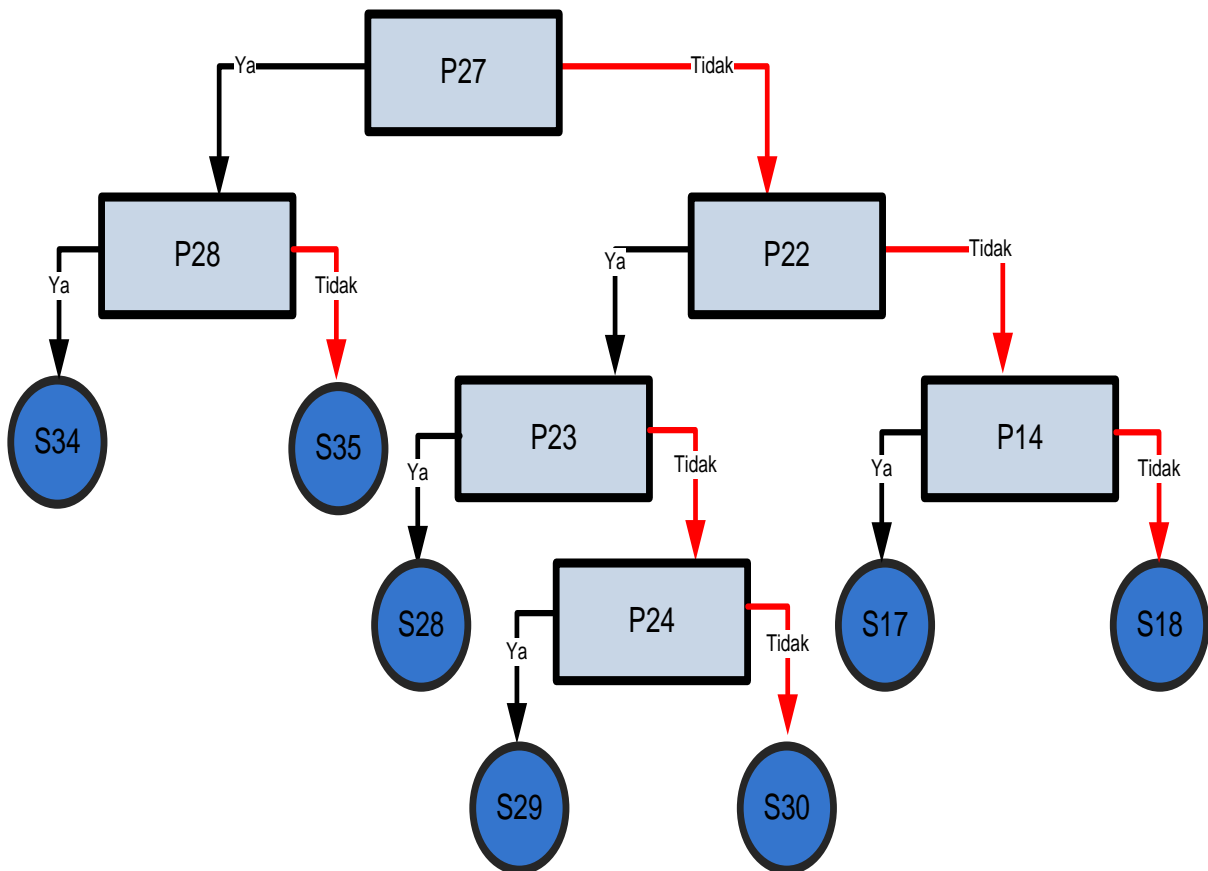 P27
Ya
Tidak
P28
P22
Ya
Tidak
Ya
Tidak
S34
S35
P23
P14
Ya
Tidak
Ya
Tidak
S28
P24
S17
S18
Ya
Tidak
S29
S30